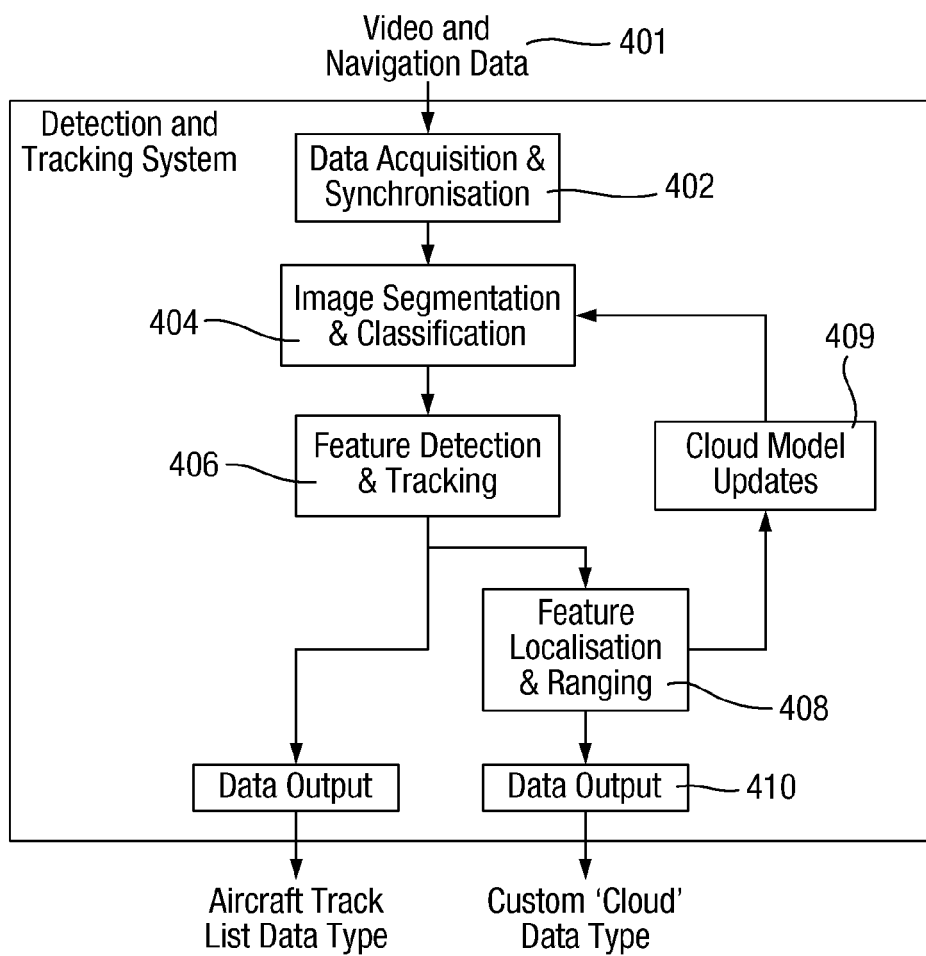 Video and
Navigation Data
401
Detection and
Tracking System
Data Acquisition &
Synchronisation
402
Image Segmentation
& Classification
404
409
Feature Detection
& Tracking
406
Cloud Model
Updates
Feature
Localisation
& Ranging
408
Data Output
Data Output
410
Aircraft Track
List Data Type
Custom 'Cloud'
Data Type